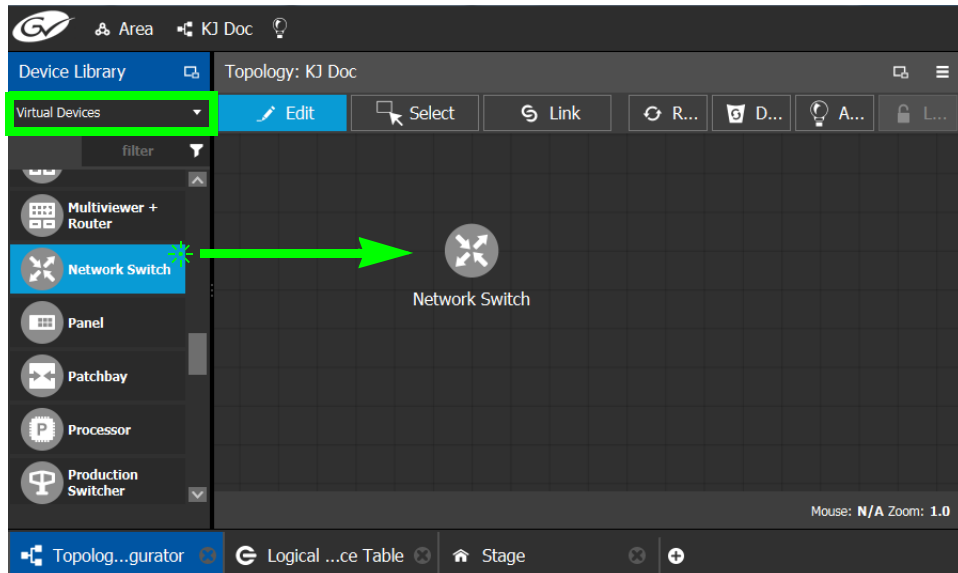 GV Area KJ Doc
Device Library
Topology: KJ Doc
Virtual Devices
Edit Select Link R... D... A... L...
filter
Multiviewer +
Router
Network Switch
Panel
Patchbay
P Processor
Production
Switcher
Network Switch
Mouse: N/A Zoom: 1.0
Topolog...gurator Logical ...ce Table Stage